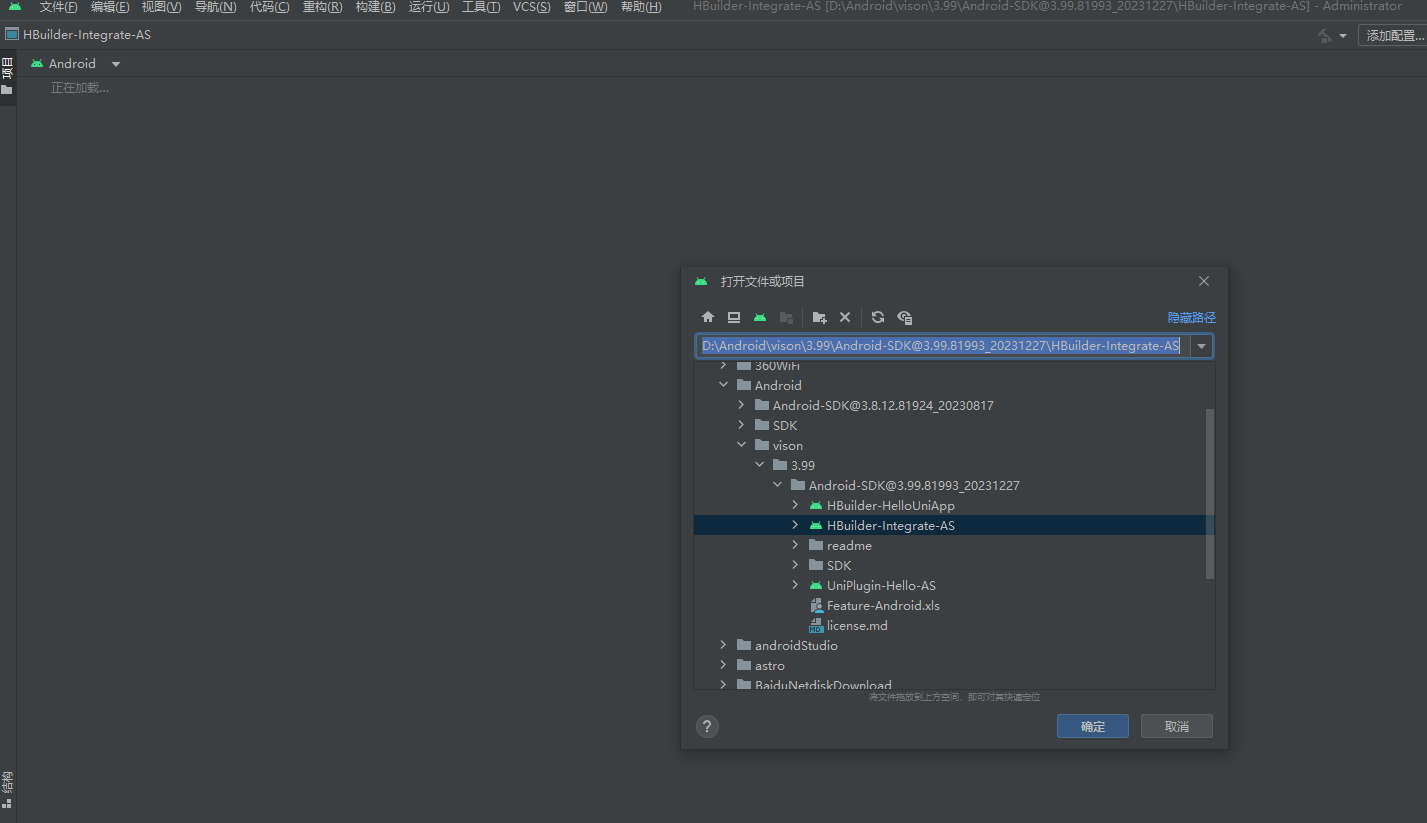 文件(F) 编辑(E) 视图(V) 导航(N) 代码(C) 重构(R) 构建(B) 运行(U) 工具(T) VCS(S) 窗口(W) 帮助(H) HBuilder-Integrate-AS [D:\Android\vison\3.99\Android-SDK@3.99.81993_20231227\HBuilder-Integrate-AS] - Administrator
HBuilder-Integrate-AS 添加配置...
项目
Android
正在加载...
打开文件或项目
隐藏路径
D:\Android\vison\3.99\Android-SDK@3.99.81993_20231227\HBuilder-Integrate-AS
360WiFi
Android
Android-SDK@3.8.12.81924_20230817
SDK
vison
3.99
Android-SDK@3.99.81993_20231227
HBuilder-HelloUniApp
HBuilder-Integrate-AS
readme
SDK
UniPlugin-Hello-AS
Feature-Android.xls
license.md
androidStudio
astro
BaiduNetdiskDownload
将文件拖放到上方空间，即可对其快速定位
? 确定 取消
结构